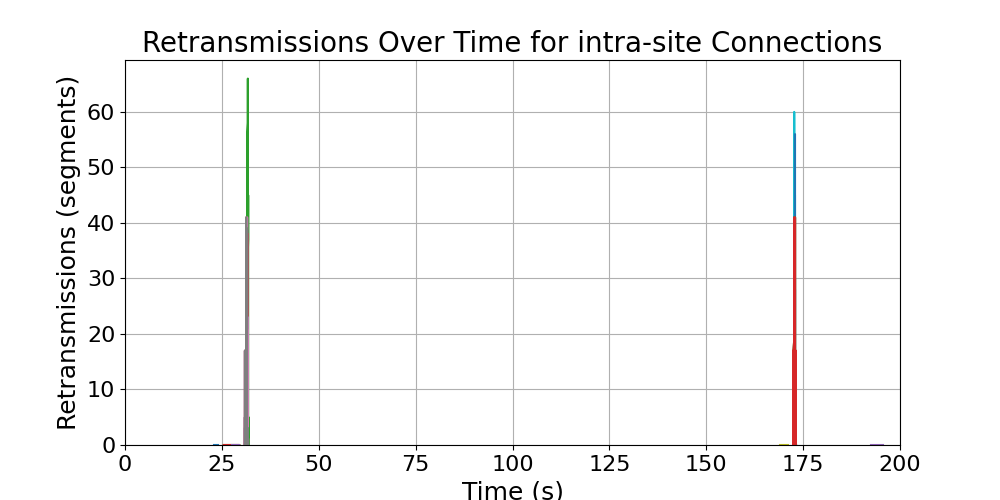 Retransmissions Over Time for intra-site Connections
Retransmissions (segments)
60
50
40
30
20
10
0
0 25 50 75 100 125 150 175 200
Time (s)